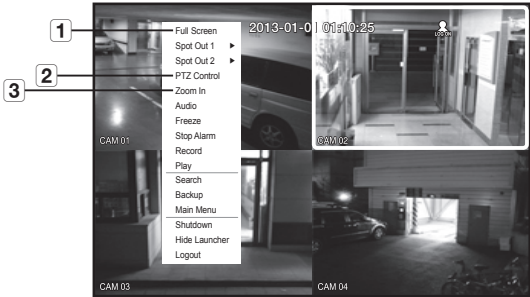 1
2
3
Full Screen
Spot Out 1
Spot Out 2
PTZ Control
Zoom In
Audio
Freeze
Stop Alarm
Record
Play
Search
Backup
Main Menu
Shutdown
Hide Launcher
Logout
2013-01-01 01:10:25
LOG ON
CAM 01
CAM 02
CAM 03
CAM 04